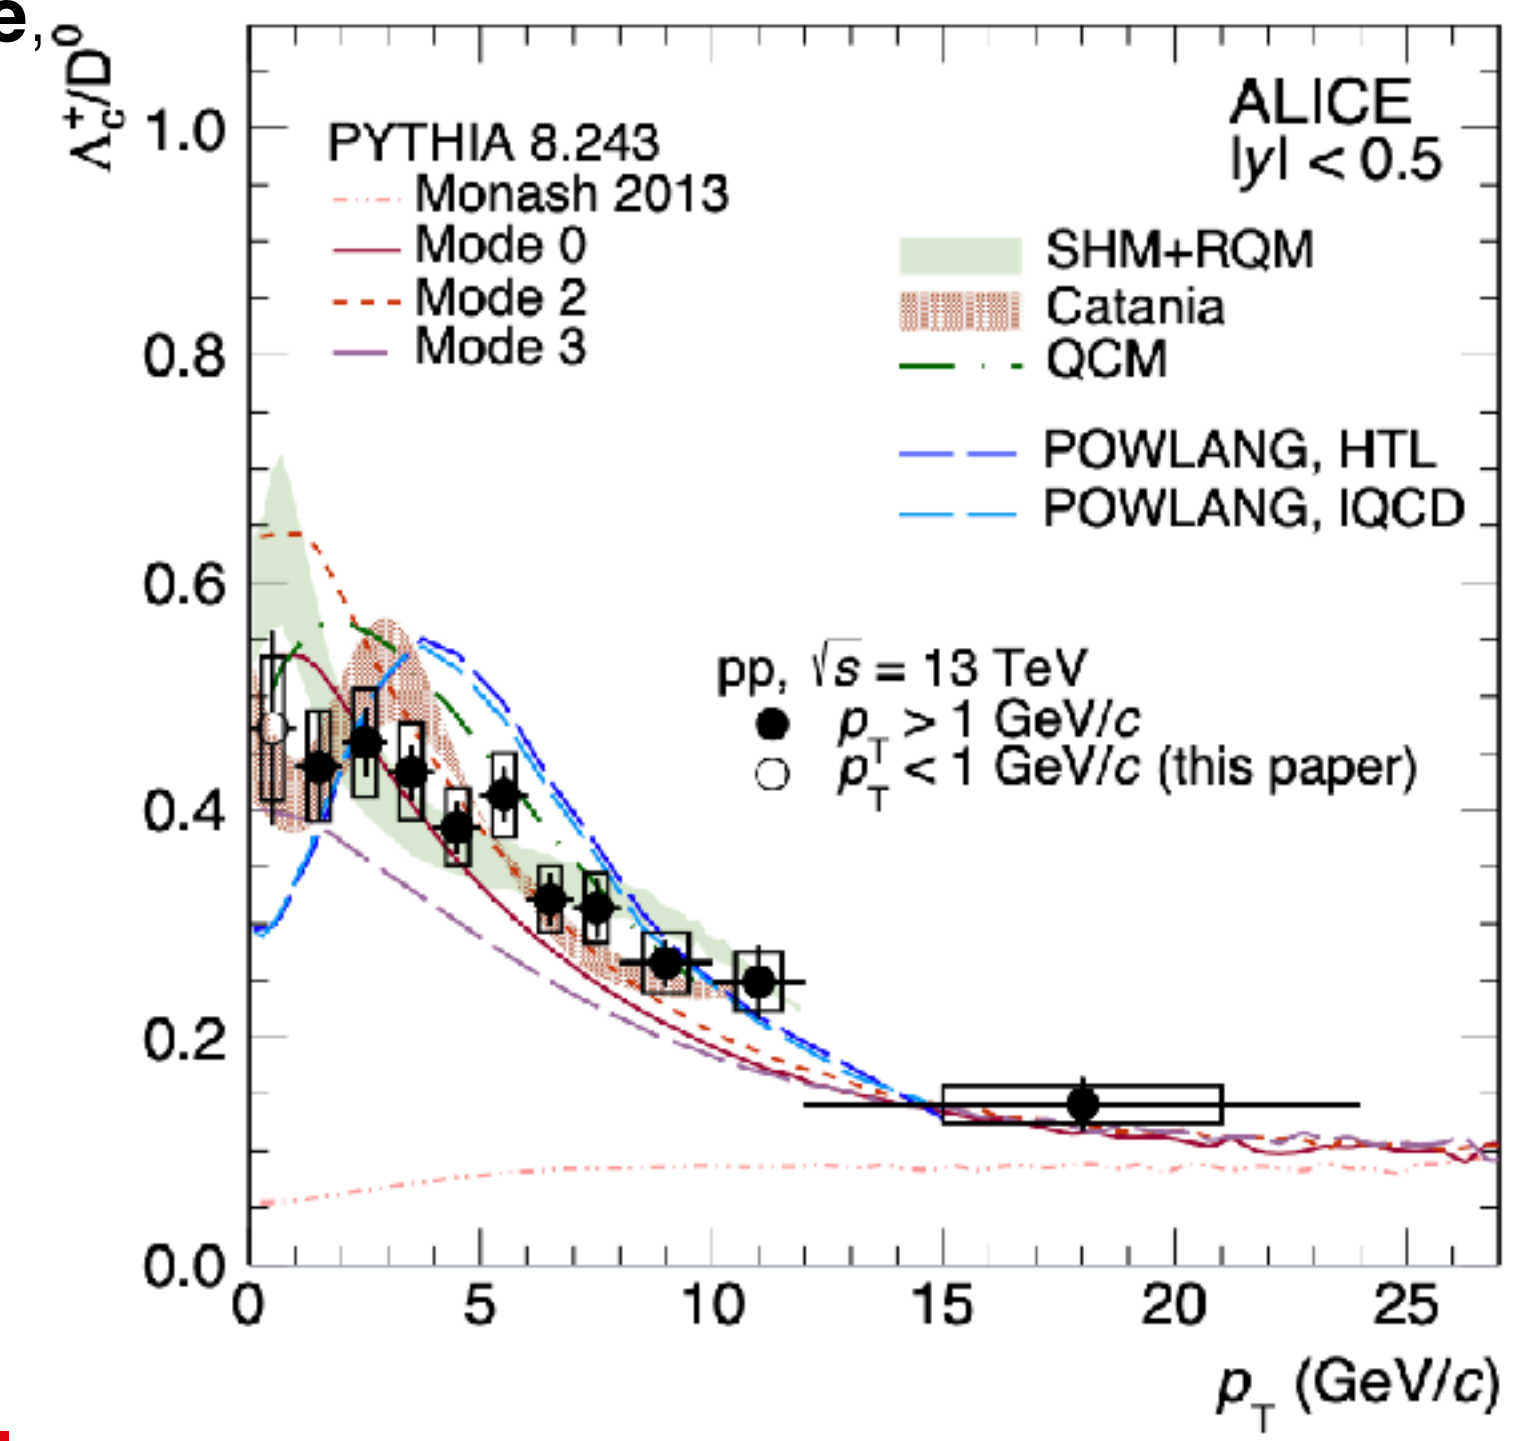 e,
Λc+/D0
1.0
0.8
0.6
0.4
0.2
0.0
PYTHIA 8.243
Monash 2013
Mode 0
Mode 2
Mode 3
ALICE
|y| < 0.5
SHM+RQM
Catania
QCM
POWLANG, HTL
POWLANG, lQCD
pp, √s = 13 TeV
pT > 1 GeV/c
pT < 1 GeV/c (this paper)
0 5 10 15 20 25
pT (GeV/c)